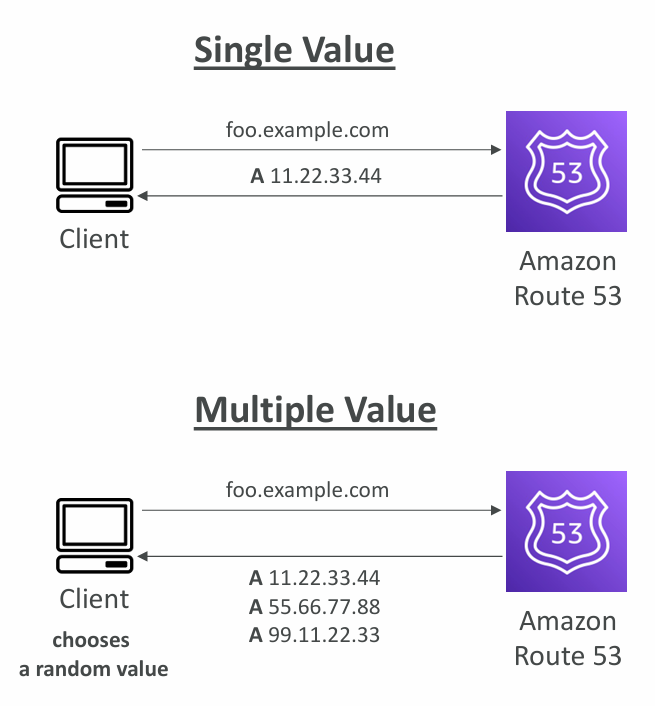 Single Value
foo.example.com
A 11.22.33.44
53
Client
Amazon
Route 53
Multiple Value
foo.example.com
53
A 11.22.33.44
A 55.66.77.88
A 99.11.22.33
Client
chooses
a random value
Amazon
Route 53